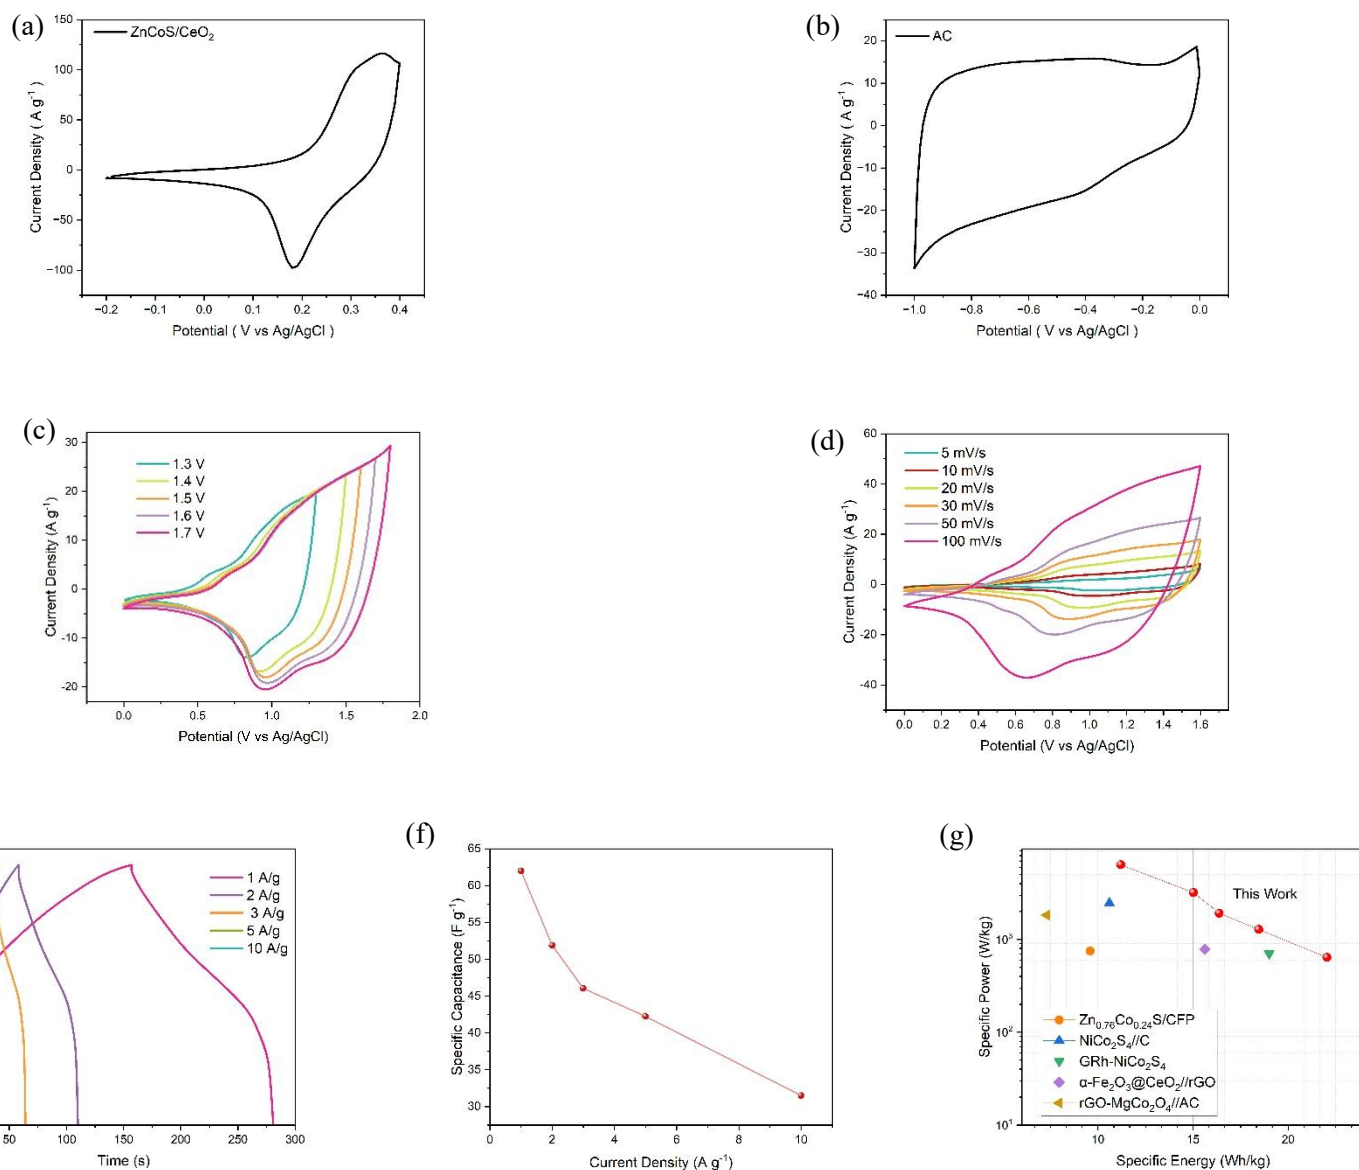 (a)
150
100
50
0
−50
−100
ZnCoS/CeO₂
Current Density ( A g⁻¹)
−0.2 −0.1 0.0 0.1 0.2 0.3 0.4
Potential ( V vs Ag/AgCl )
(b)
40
30
20
10
0
−10
−20
−30
−40
AC
Current Density ( A g⁻¹)
−1.0 −0.8 −0.6 −0.4 −0.2 0.0
Potential ( V vs Ag/AgCl )
(c)
30
20
10
0
-10
-20
1.3 V
1.4 V
1.5 V
1.6 V
1.7 V
Current Density (A g⁻¹)
0.0 0.5 1.0 1.5 2.0
Potential (V vs Ag/AgCl)
(d)
60
40
20
0
-20
-40
5 mV/s
10 mV/s
20 mV/s
30 mV/s
50 mV/s
100 mV/s
Current Density (A g⁻¹)
0.0 0.2 0.4 0.6 0.8 1.0 1.2 1.4 1.6
Potential (V vs Ag/AgCl)
1 A/g
2 A/g
3 A/g
5 A/g
10 A/g
50 100 150 200 250 300
Time (s)
(f)
65
60
55
50
45
40
35
30
Specific Capacitance (F g⁻¹)
0 2 4 6 8 10
Current Density (A g⁻¹)
(g)
10³
10²
10¹
This Work
Zn₀.₇₆Co₀.₂₄S/CFP
NiCo₂S₄//C
GRh-NiCo₂S₄
α-Fe₂O₃@CeO₂//rGO
rGO-MgCo₂O₄//AC
Specific Power (W/kg)
10 15 20
Specific Energy (Wh/kg)